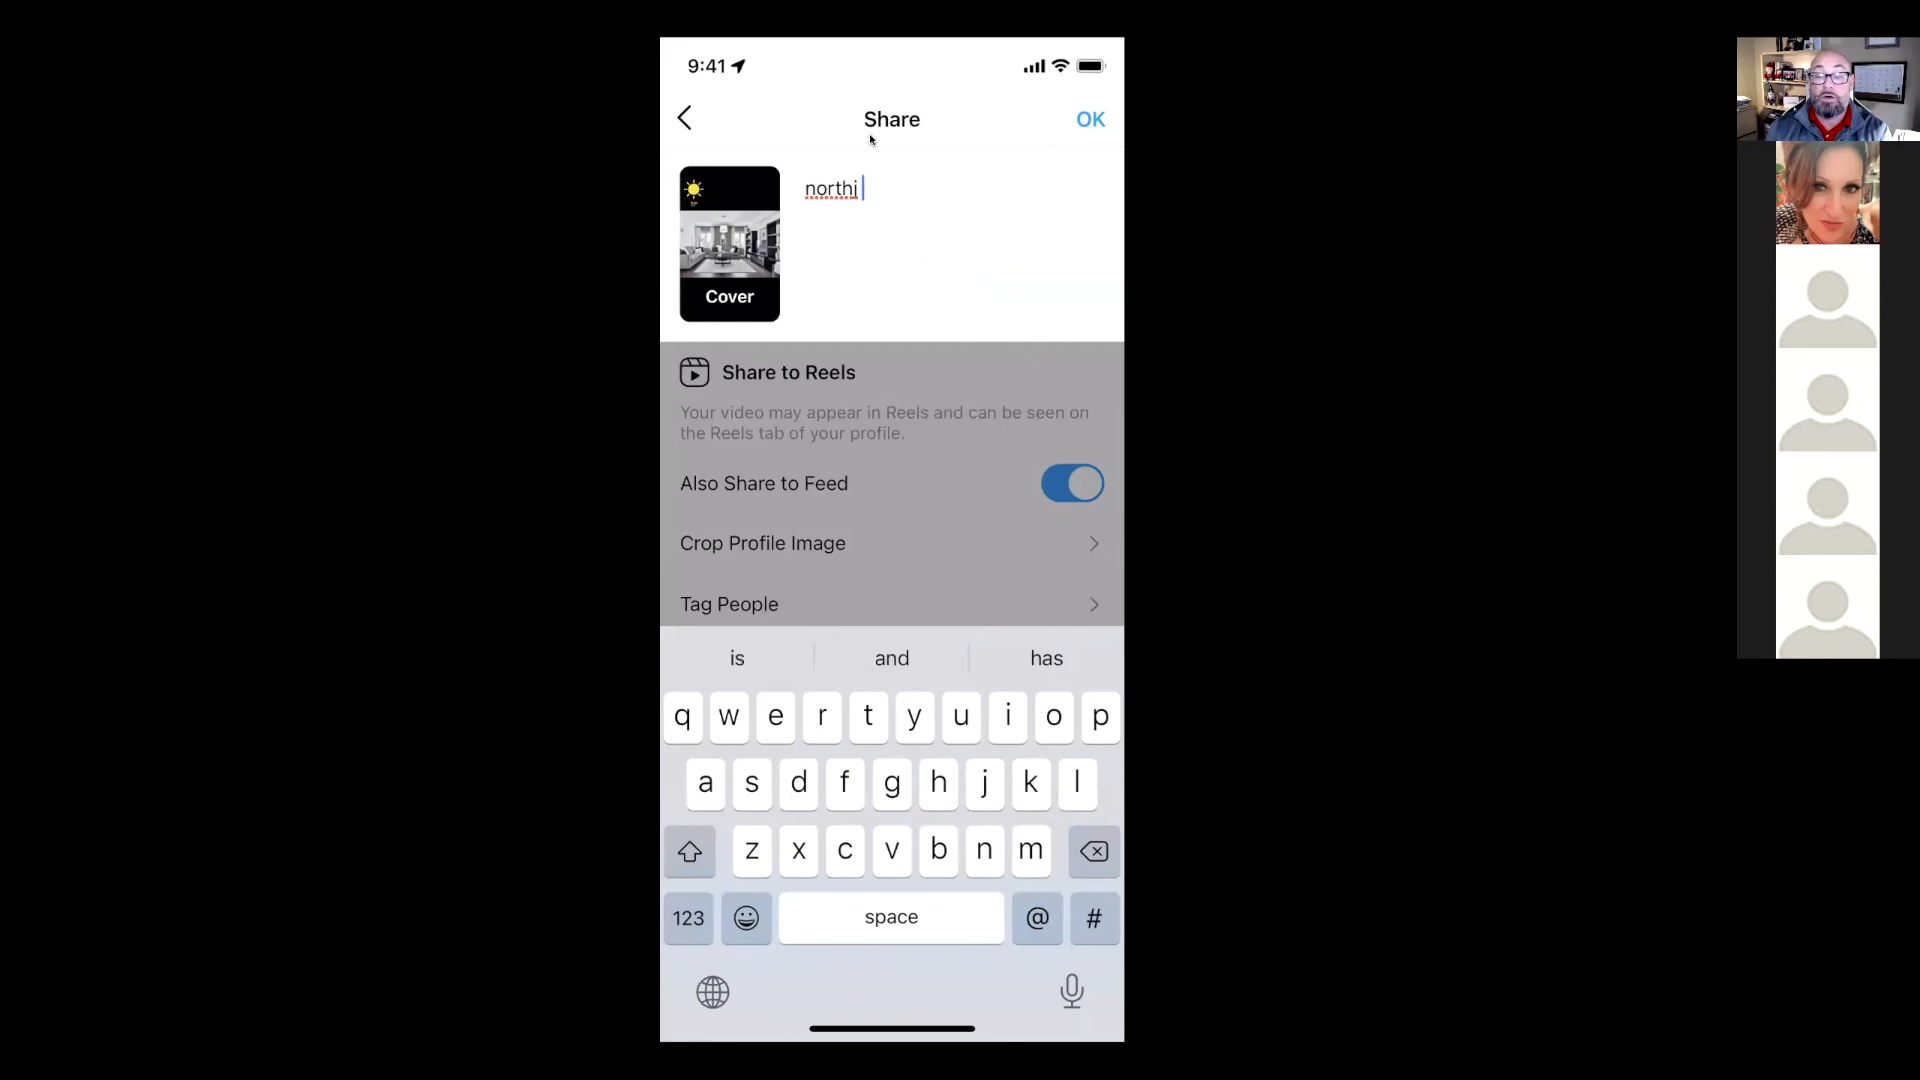 9:41
Share
OK
northi
Cover
Share to Reels
Your video may appear in Reels and can be seen on
the Reels tab of your profile.
Also Share to Feed
Crop Profile Image
Tag People
is and has
q w e r t y u i o p
a s d f g h j k l
z x c v b n m
123 space @ #